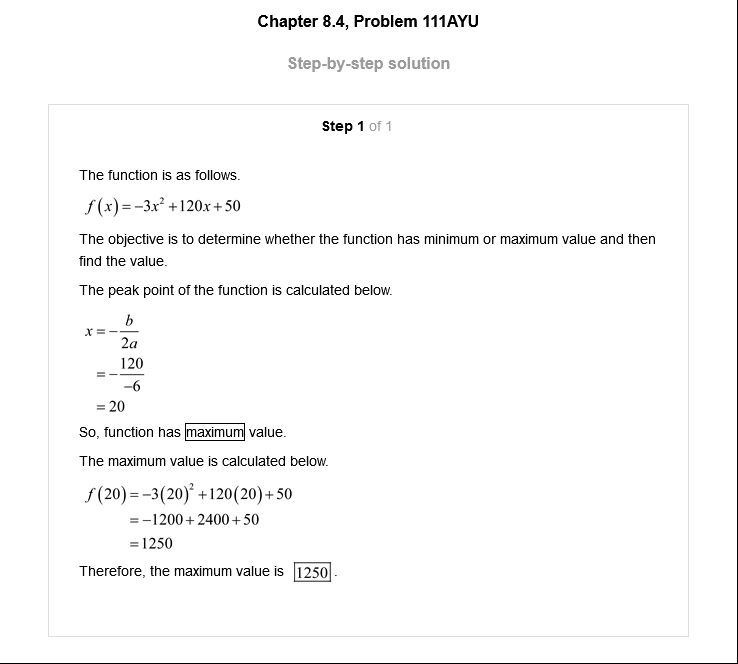 Chapter 8.4, Problem 111AYU
Step-by-step solution
Step 1 of 1
The function is as follows.
f(x) = −3x² + 120x + 50
The objective is to determine whether the function has minimum or maximum value and then
find the value.
The peak point of the function is calculated below.
x = − b/2a
= − 120/−6
= 20
So, function has maximum value.
The maximum value is calculated below.
f(20) = −3(20)² + 120(20) + 50
= −1200 + 2400 + 50
= 1250
Therefore, the maximum value is 1250.